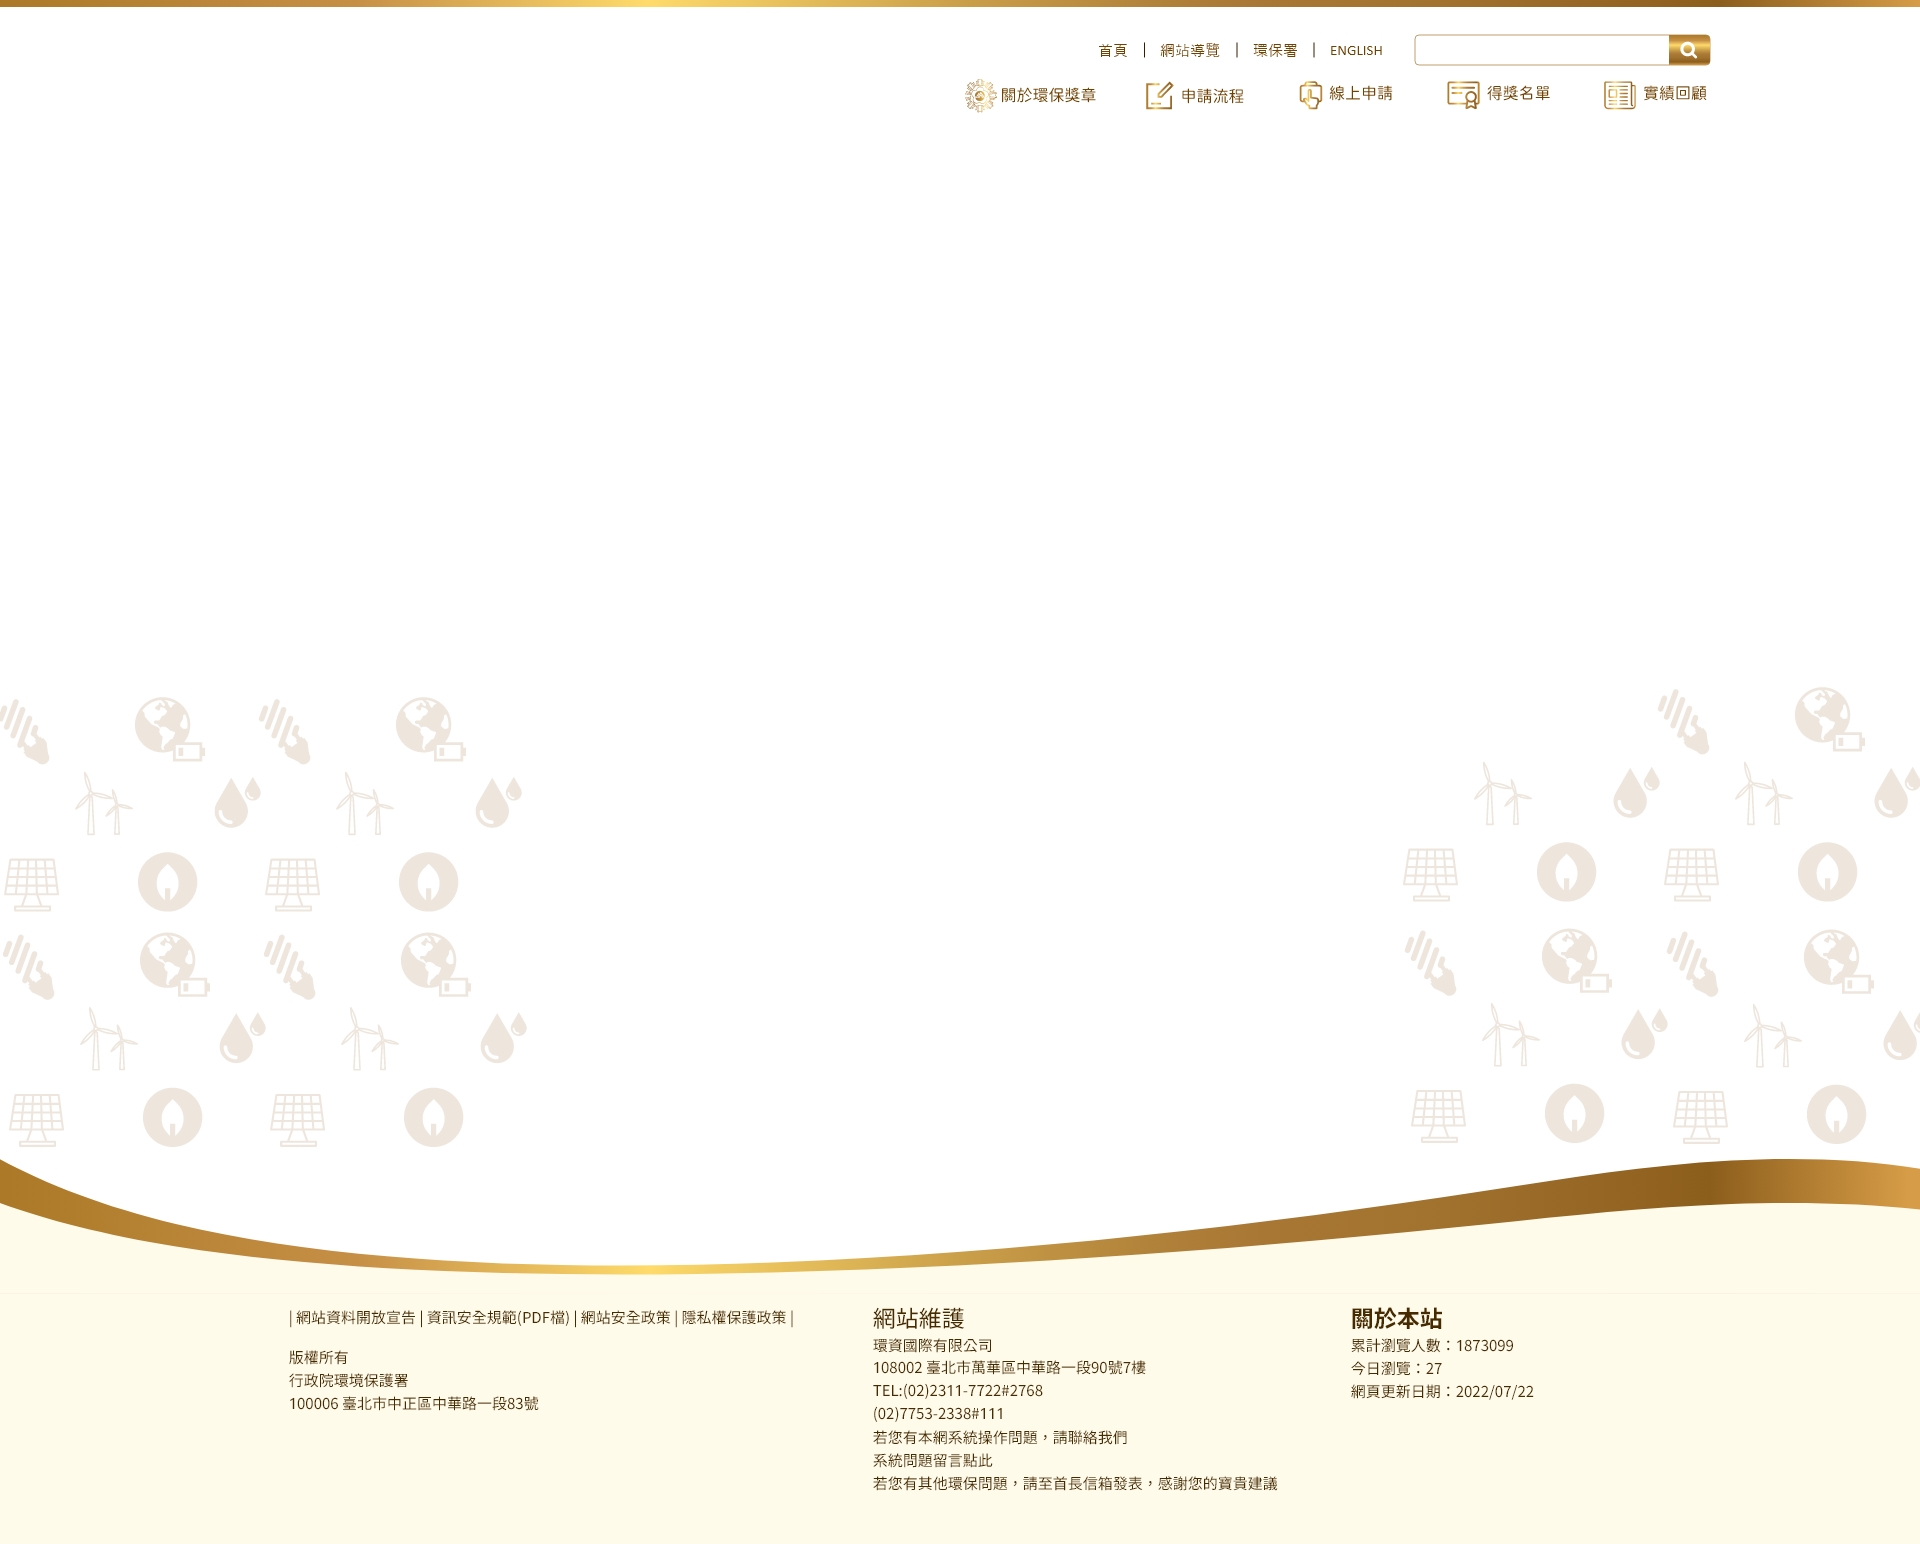 首頁 | 網站導覽 | 環保署 | ENGLISH
關於環保獎章 申請流程 線上申請 得獎名單 實績回顧
| 網站資料開放宣告 | 資訊安全規範(PDF檔) | 網站安全政策 | 隱私權保護政策 |
版權所有
行政院環境保護署
100006 臺北市中正區中華路一段83號
網站維護
環資國際有限公司
108002 臺北市萬華區中華路一段90號7樓
TEL:(02)2311-7722#2768
(02)7753-2338#111
若您有本網系統操作問題，請聯絡我們
系統問題留言點此
若您有其他環保問題，請至首長信箱發表，感謝您的寶貴建議
關於本站
累計瀏覽人數：1873099
今日瀏覽：27
網頁更新日期：2022/07/22